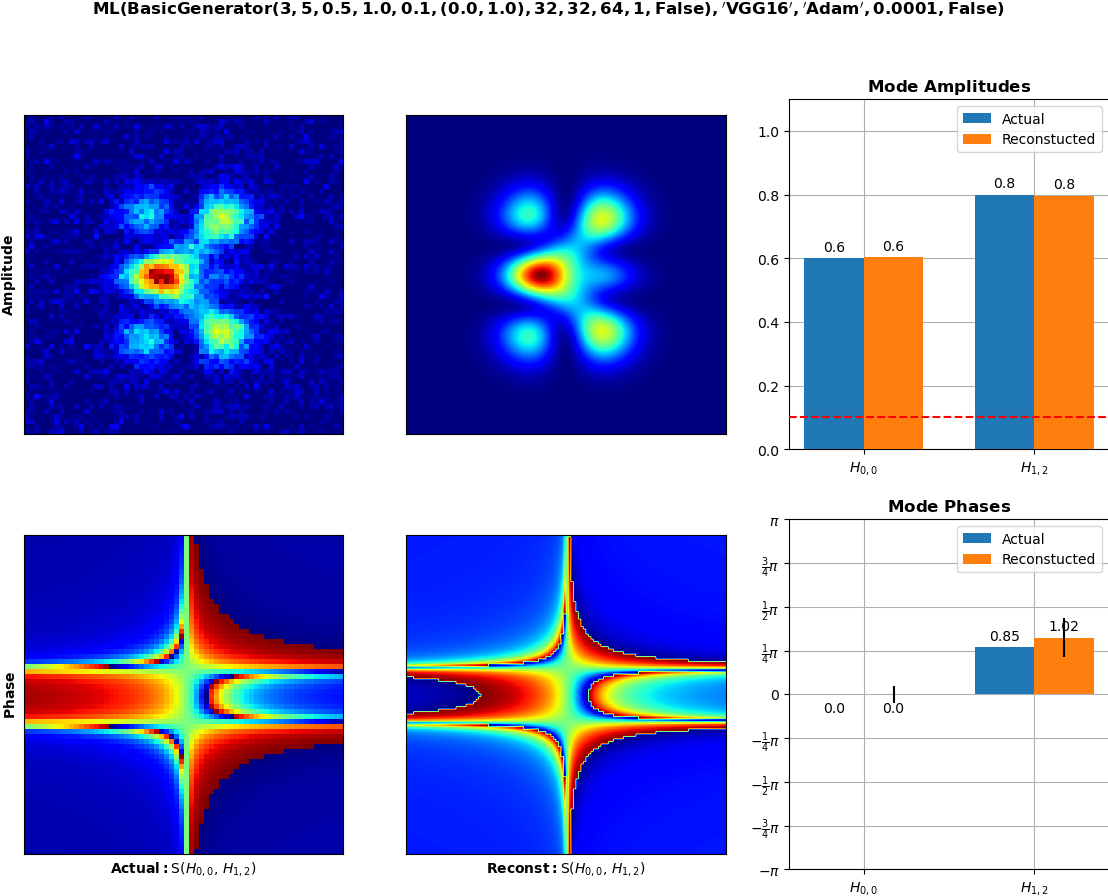 ML(BasicGenerator(3, 5, 0.5, 1.0, 0.1, (0.0, 1.0), 32, 32, 64, 1, False), ′VGG16′, ′Adam′, 0.0001, False)
Amplitude
Mode Amplitudes
Actual
Reconstucted
1.0
0.8
0.6
0.4
0.2
0.0
0.6
0.6
0.8
0.8
H0,0
H1,2
Phase
Actual: S(H0,0, H1,2)
Reconst: S(H0,0, H1,2)
Mode Phases
Actual
Reconstucted
π
3/4π
1/2π
1/4π
0
−1/4π
−1/2π
−3/4π
−π
0.0
0.0
0.85
1.02
H0,0
H1,2